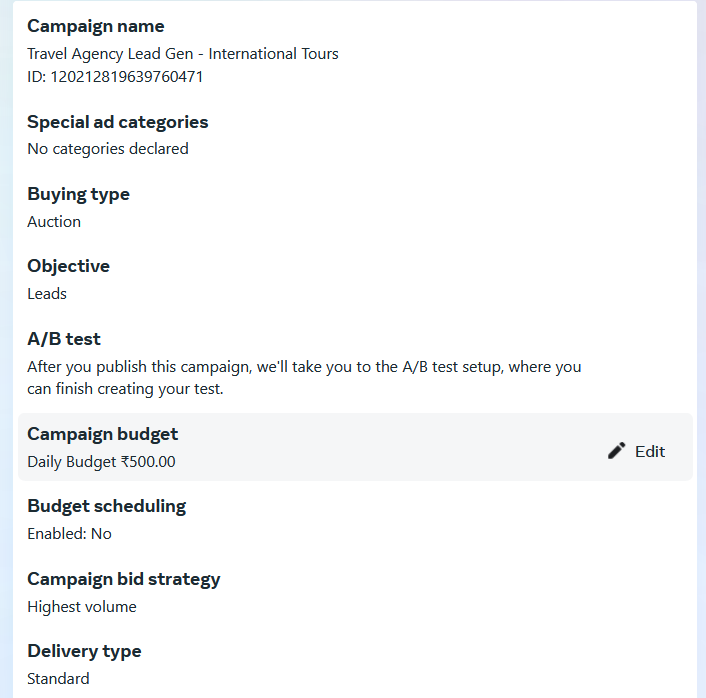 Campaign name
Travel Agency Lead Gen - International Tours
ID: 120212819639760471
Special ad categories
No categories declared
Buying type
Auction
Objective
Leads
A/B test
After you publish this campaign, we'll take you to the A/B test setup, where you
can finish creating your test.
Campaign budget
Daily Budget ₹500.00
Edit
Budget scheduling
Enabled: No
Campaign bid strategy
Highest volume
Delivery type
Standard